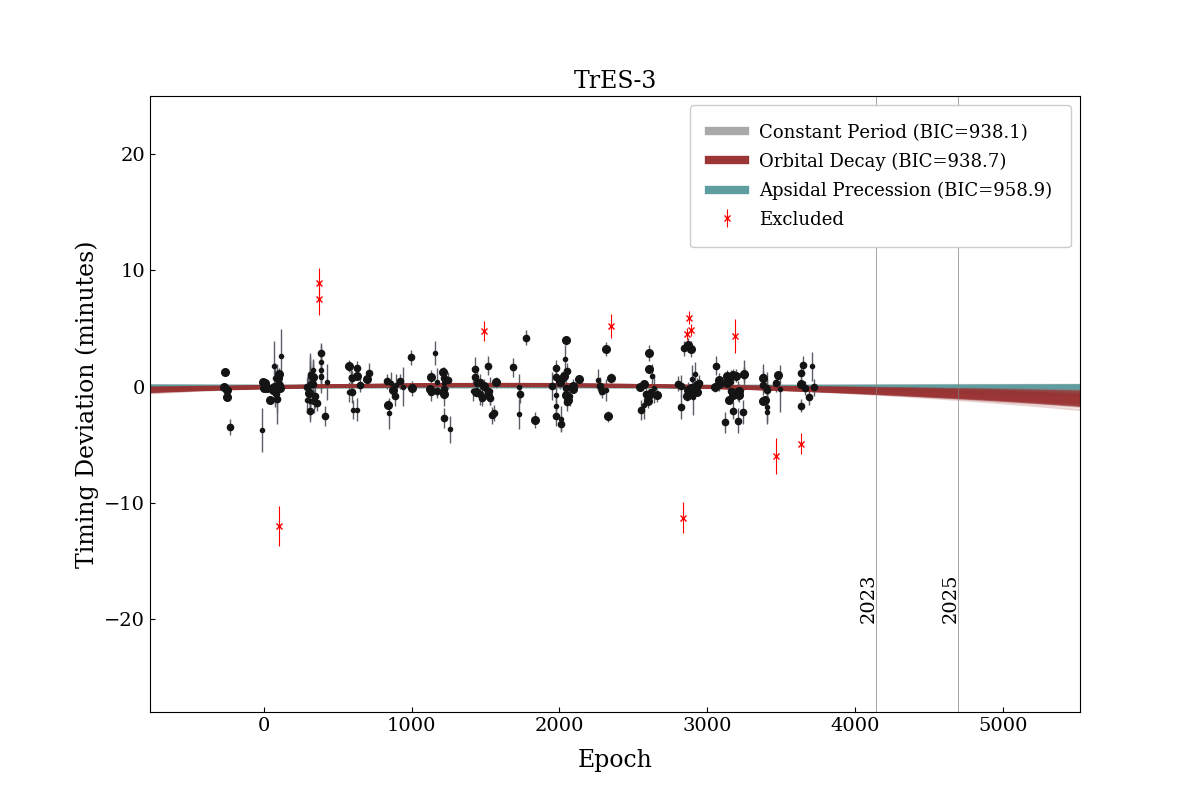 TrES-3
Constant Period (BIC=938.1)
Orbital Decay (BIC=938.7)
Apsidal Precession (BIC=958.9)
Excluded
Timing Deviation (minutes)
20
10
0
−10
−20
2023
2025
0
1000
2000
3000
4000
5000
Epoch